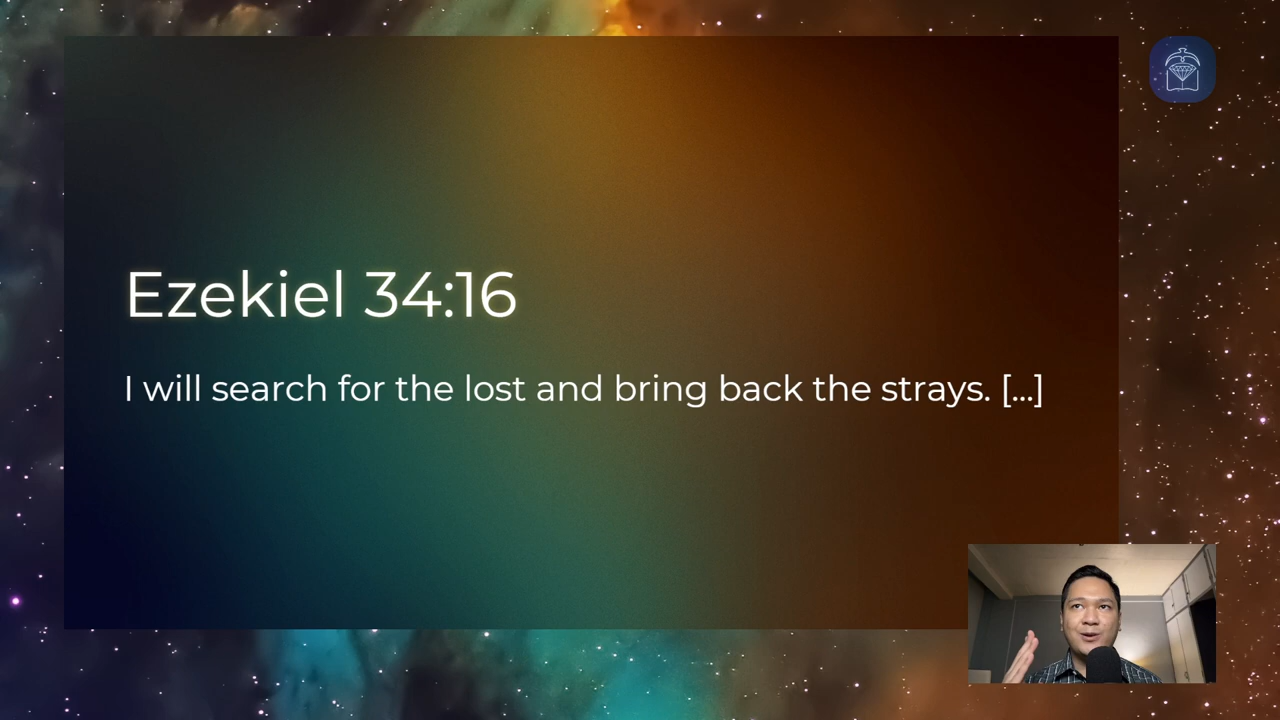 Ezekiel 34:16
I will search for the lost and bring back the strays. [...]